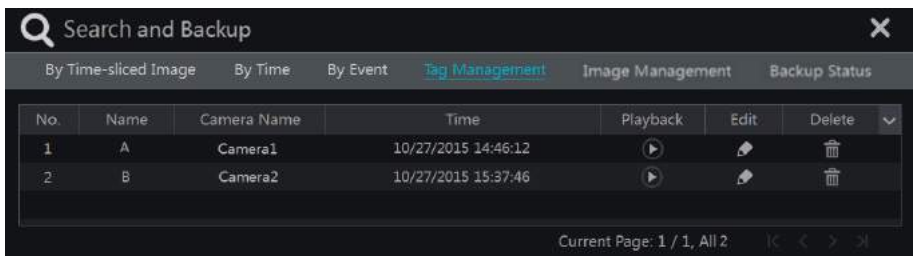 Search and Backup
By Time-sliced Image By Time By Event Tag Management Image Management Backup Status
No. Name Camera Name Time Playback Edit Delete
1 A Camera1 10/27/2015 14:46:12
2 B Camera2 10/27/2015 15:37:46
Current Page: 1 / 1, All 2